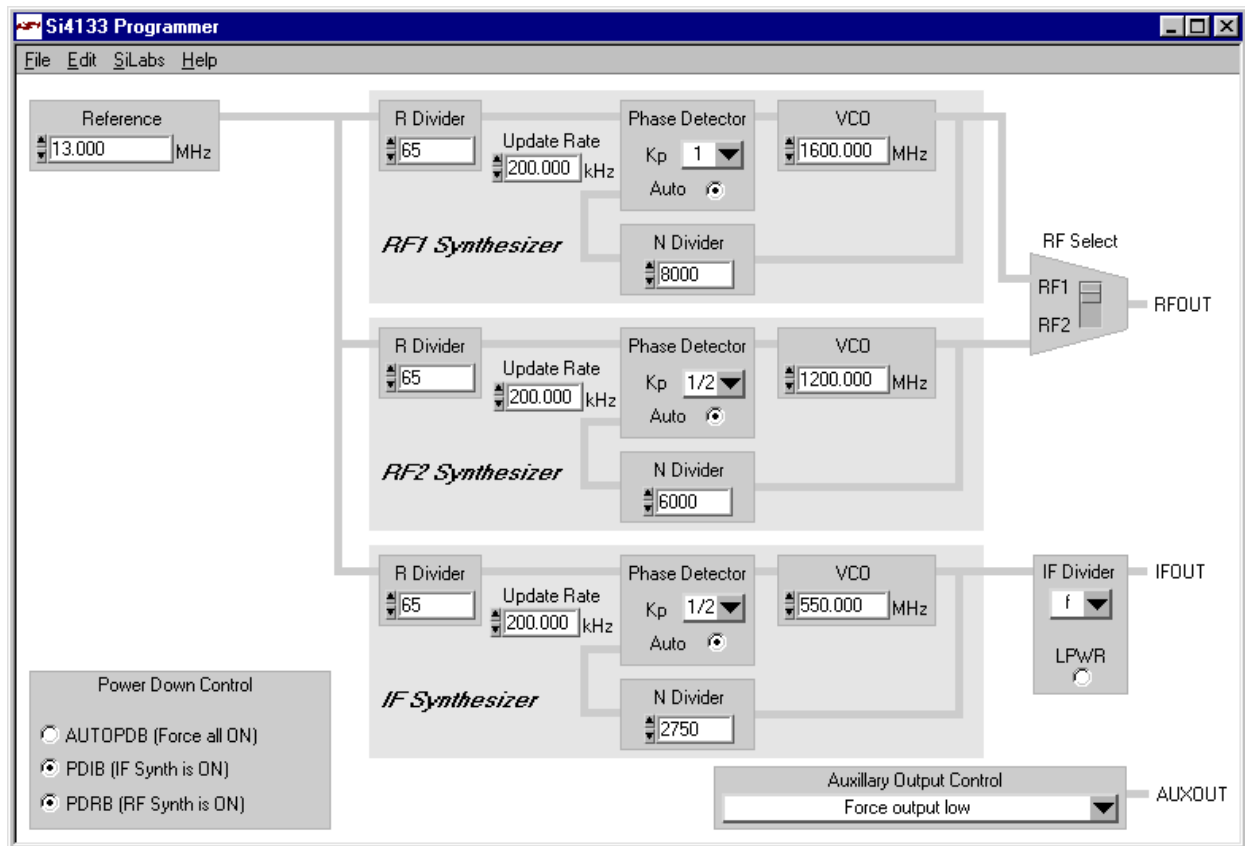 Si4133 Programmer
File Edit SiLabs Help
Reference
13.000 MHz
R Divider
65
Update Rate
200.000 kHz
Phase Detector
Kp 1
Auto
VCO
1600.000 MHz
RF1 Synthesizer
N Divider
8000
RF Select
RF1
RF2
RFOUT
R Divider
65
Update Rate
200.000 kHz
Phase Detector
Kp 1/2
Auto
VCO
1200.000 MHz
RF2 Synthesizer
N Divider
6000
R Divider
65
Update Rate
200.000 kHz
Phase Detector
Kp 1/2
Auto
VCO
550.000 MHz
IF Divider
f
LPWR
IFOUT
IF Synthesizer
N Divider
2750
Power Down Control
AUTOPDB (Force all ON)
PDIB (IF Synth is ON)
PDRB (RF Synth is ON)
Auxillary Output Control
Force output low
AUXOUT